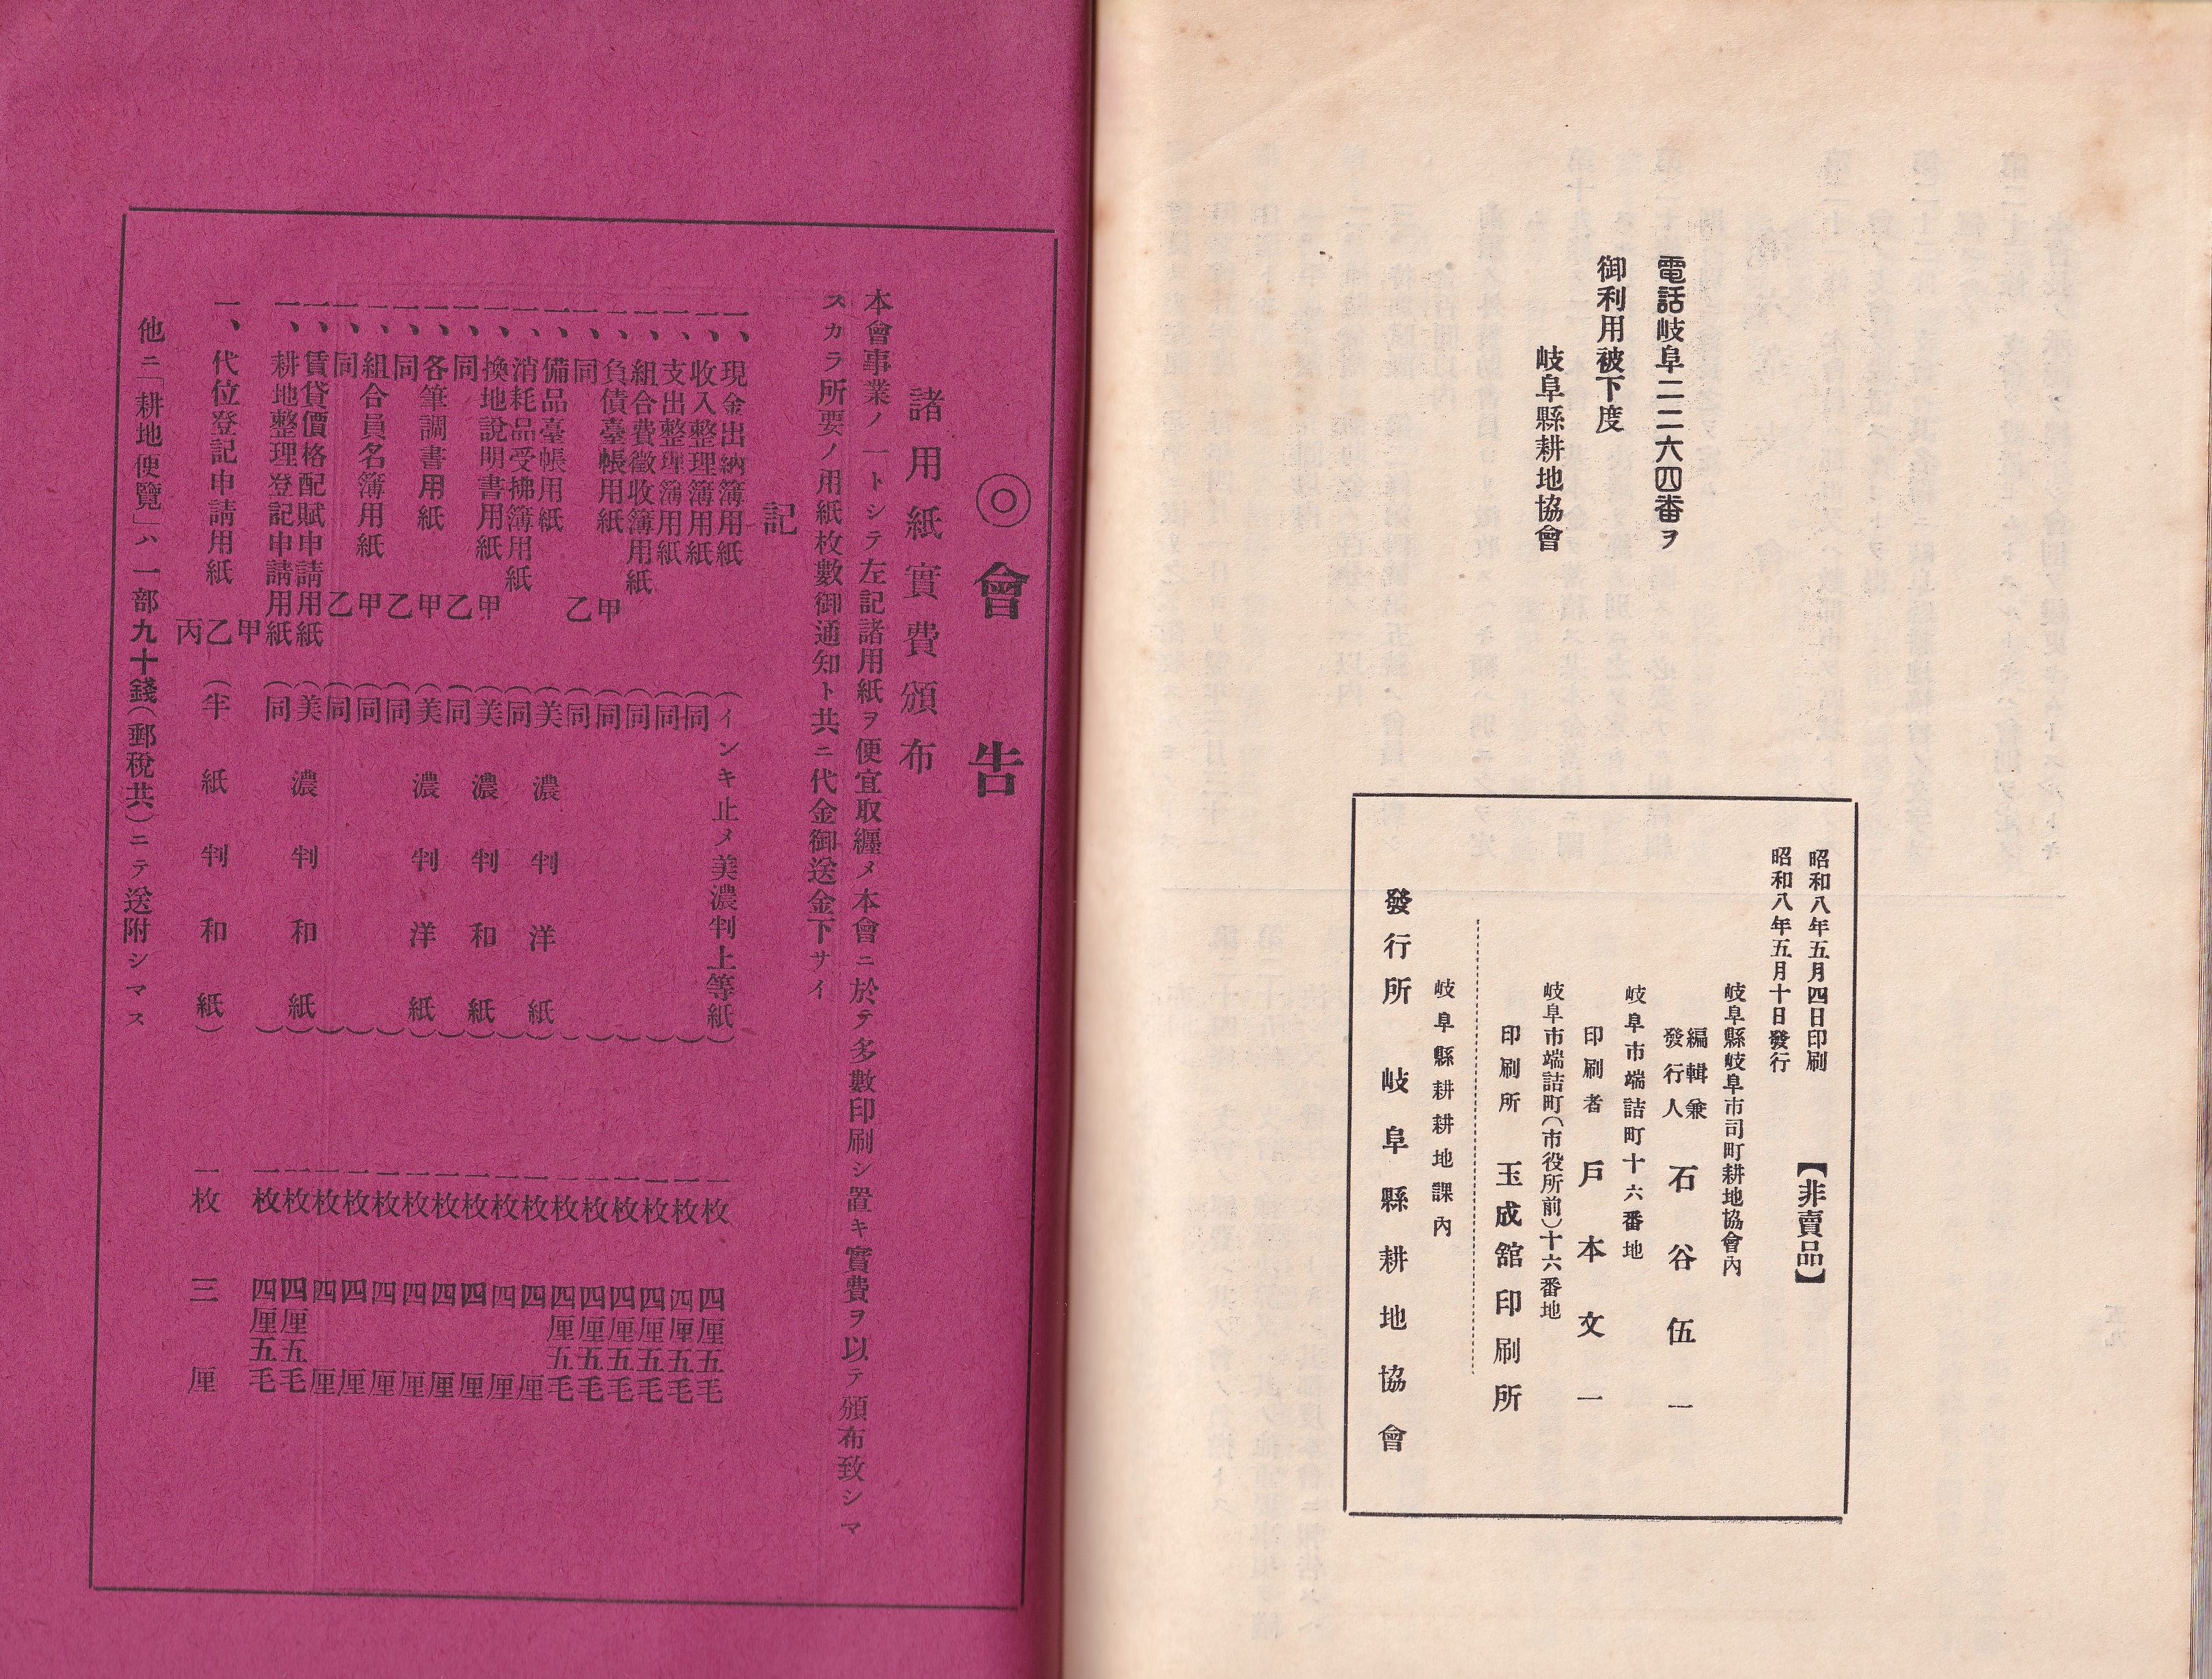 電話岐阜二二六四番ヲ
御利用被下度
岐阜縣耕地協會
昭和八年五月四日印刷
昭和八年五月十日發行
【非賣品】
岐阜縣岐阜市司町耕地協會內
編輯兼
發行人 石谷伍一
岐阜市端詰町十六番地
印刷者 戶本文一
岐阜市端詰町(市役所前)十六番地
印刷所 玉成舘印刷所
岐阜縣耕耕地課內
發行所 岐阜縣耕地協會
◎會告
諸用紙實費頒布
本會事業ノ一トシテ左記諸用紙ヲ便宜取纒メ本會ニ於テ多數印刷シ置キ實費ヲ以テ頒布致シマ
スカラ所要ノ用紙枚數御通知ト共ニ代金御送金下サイ
記
一、現金出納簿用紙 (インキ止メ美濃判上等紙) 一枚 四厘五毛
一、收入整理簿用紙 (同 ) 一枚 四厘五毛
一、支出整理簿用紙 (同 ) 一枚 四厘五毛
一、組合費徵收簿用紙 (同 ) 一枚 四厘五毛
一、負債臺帳用紙 甲 (同 ) 一枚 四厘五毛
一、同 乙 (同 ) 一枚 四厘五毛
一、備品臺帳用紙 (美濃判洋紙) 一枚 四厘
一、消耗品受拂簿用紙 (同 ) 一枚 四厘
一、換地說明書用紙 甲 (美濃判和紙) 一枚 四厘
一、同 乙 (同 ) 一枚 四厘
一、各筆調書用紙 甲 (美濃判洋紙) 一枚 四厘
一、同 乙 (同 ) 一枚 四厘
一、組合員名簿用紙 甲 (同 ) 一枚 四厘
一、同 乙 (同 ) 一枚 四厘
一、賃貸價格配賦申請用紙 (美濃判和紙) 一枚 四厘五毛
一、耕地整理登記申請用紙 (同 ) 一枚 四厘五毛
一、代位登記申請用紙 甲乙丙 (半紙判和紙) 一枚 三厘
他ニ「耕地便覽」ハ一部九十錢(郵稅共)ニテ送附シマス